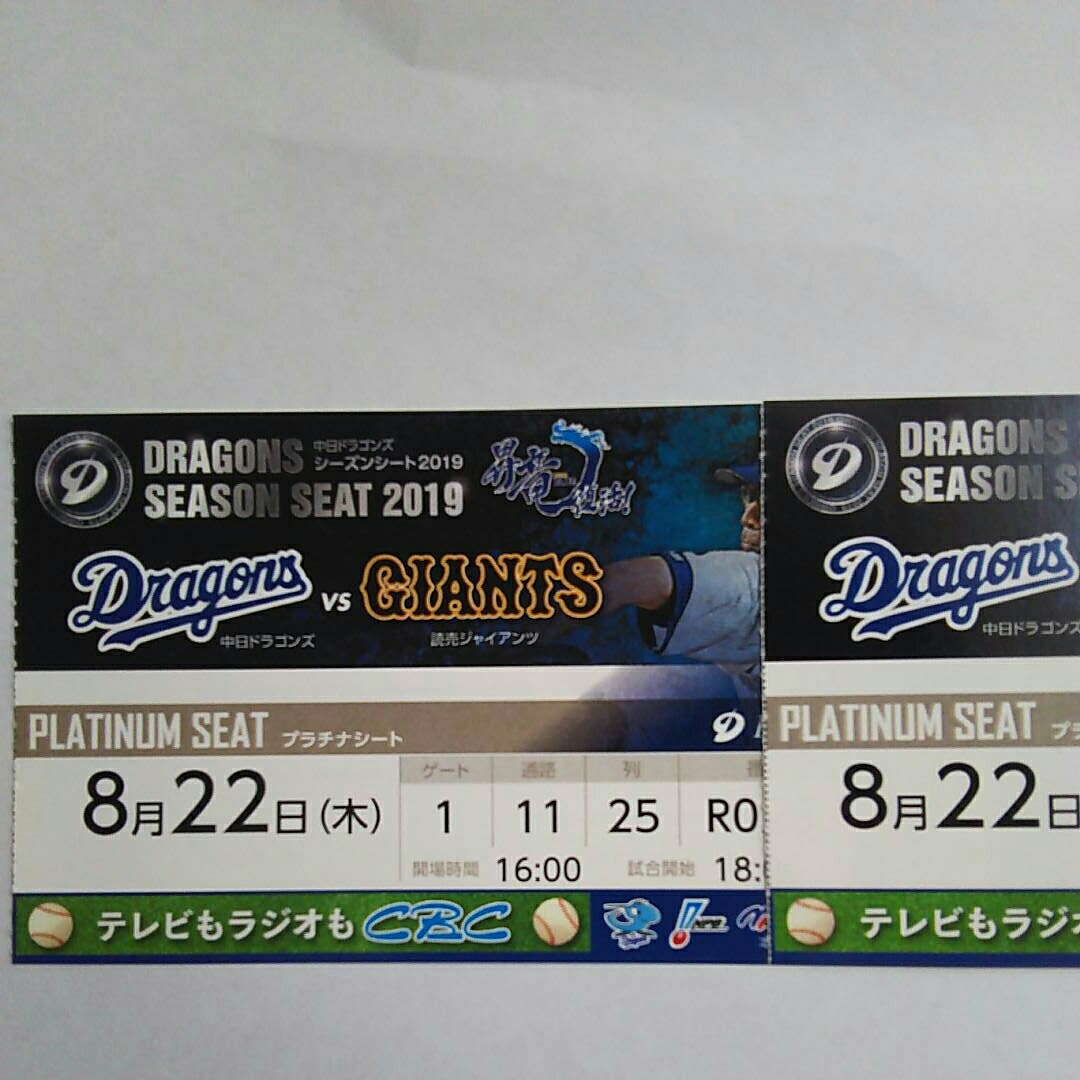 DRAGONS 中日ドラゴンズ
シーズンシート2019
SEASON SEAT 2019
昇竜復活!
Dragons vs GIANTS
中日ドラゴンズ 読売ジャイアンツ
PLATINUM SEAT プラチナシート
D
8月22日(木)
ゲート 通路 列
1 11 25 R0
開場時間 16:00 試合開始 18:
テレビもラジオも CBC
D
DRAGONS
SEASON S
Dragons
中日ドラゴンズ
PLATINUM SEAT プラ
8月22日
テレビもラジオ